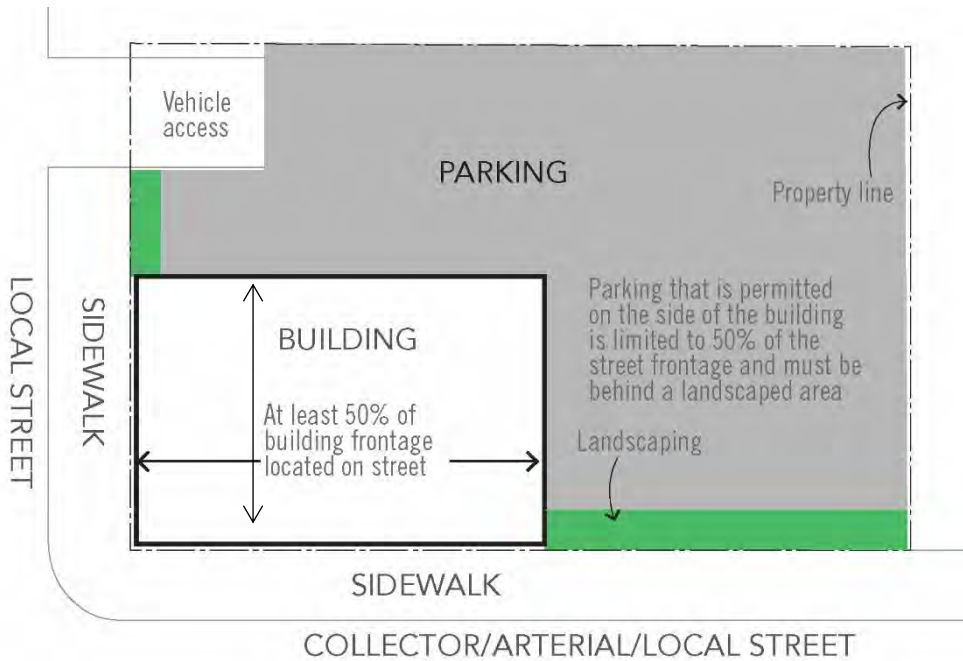 Vehicle
access
PARKING
Property line
LOCAL STREET
SIDEWALK
BUILDING
At least 50% of
building frontage
located on street
Parking that is permitted
on the side of the building
is limited to 50% of the
street frontage and must be
behind a landscaped area
Landscaping
SIDEWALK
COLLECTOR/ARTERIAL/LOCAL STREET